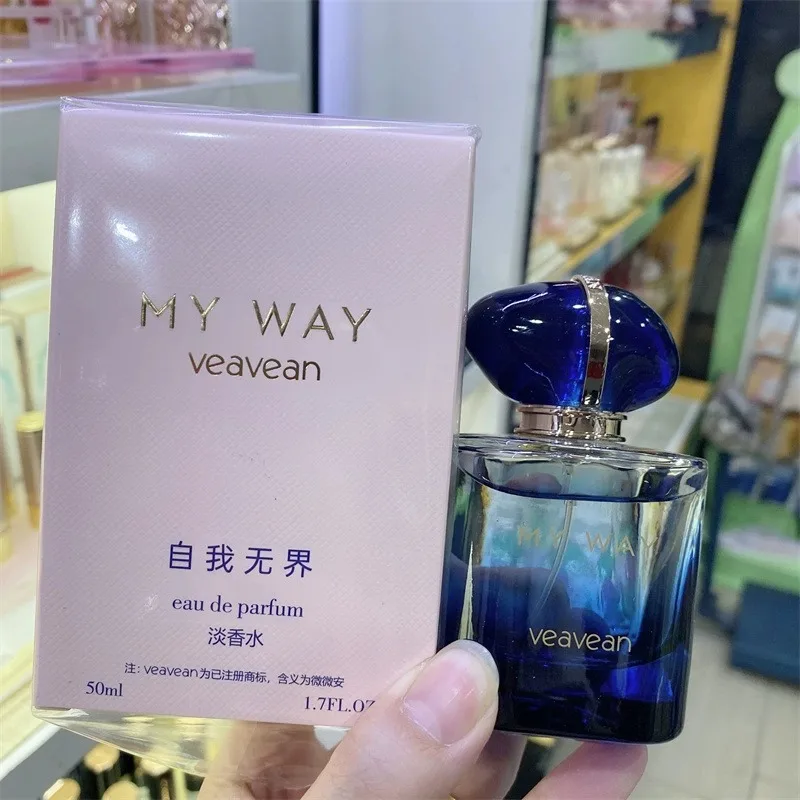 MY WAY
veavean
自我无界
eau de parfum
淡香水
注：veavean为已注册商标，含义为微微安
50ml
1.7FL.OZ
MY WAY
veavean